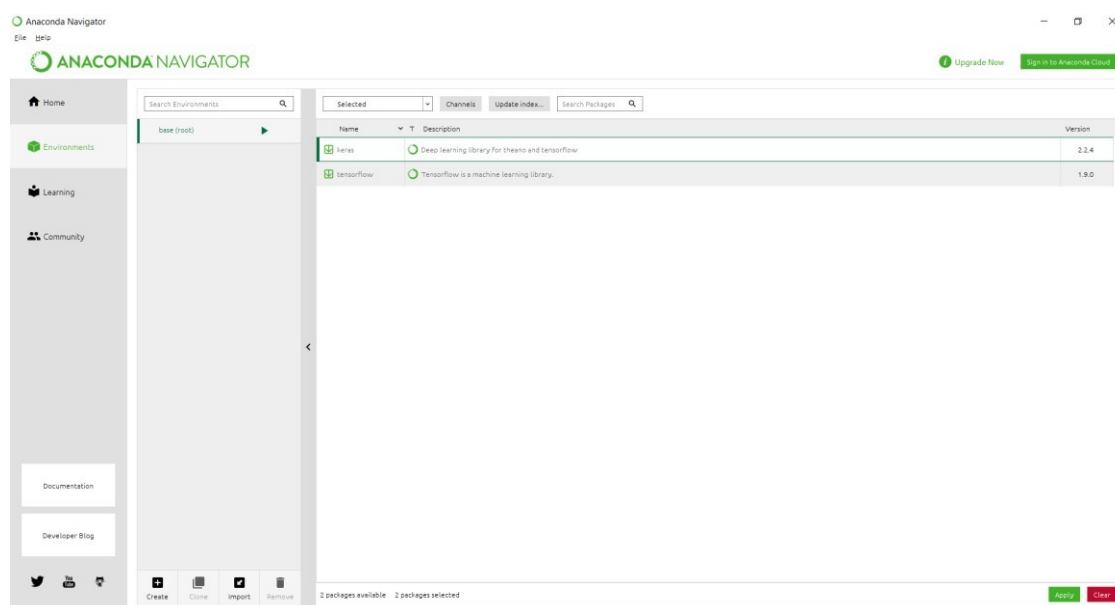 Anaconda Navigator
File Help
ANACONDA NAVIGATOR
Upgrade Now
Sign in to Anaconda Cloud
Home
Environments
Learning
Community
Documentation
Developer Blog
You Tube
Search Environments
base (root)
Create Clone Import Remove
Selected Channels Update index... Search Packages
Name T Description Version
keras Deep learning library for theano and tensorflow 2.2.4
tensorflow Tensorflow is a machine learning library. 1.9.0
2 packages available 2 packages selected
Apply Clear